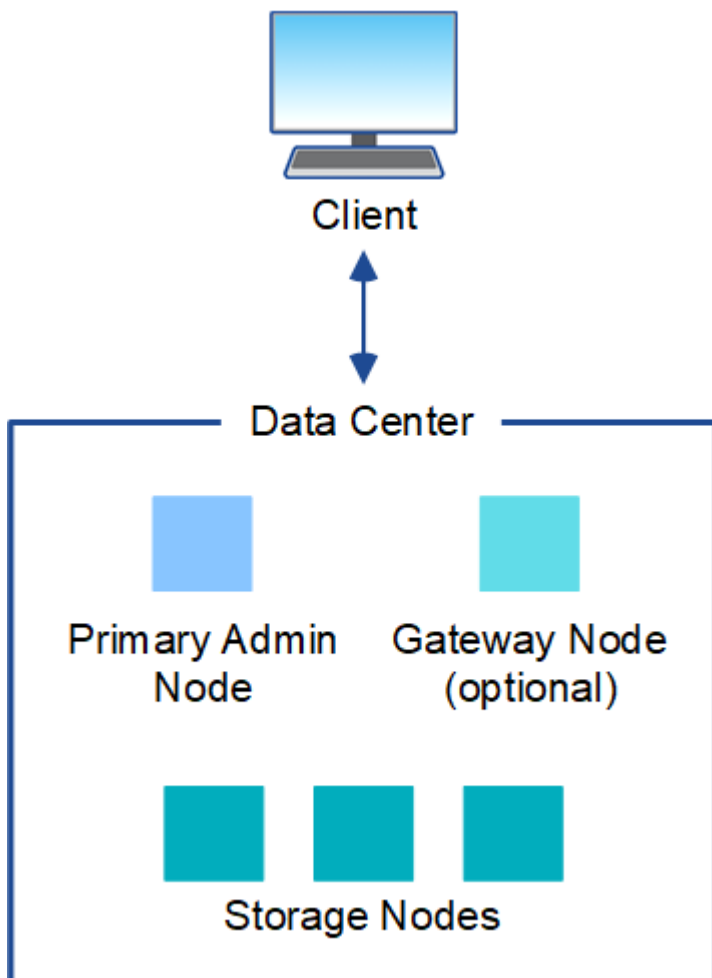 Client
Data Center
Primary Admin
Node
Gateway Node
(optional)
Storage Nodes